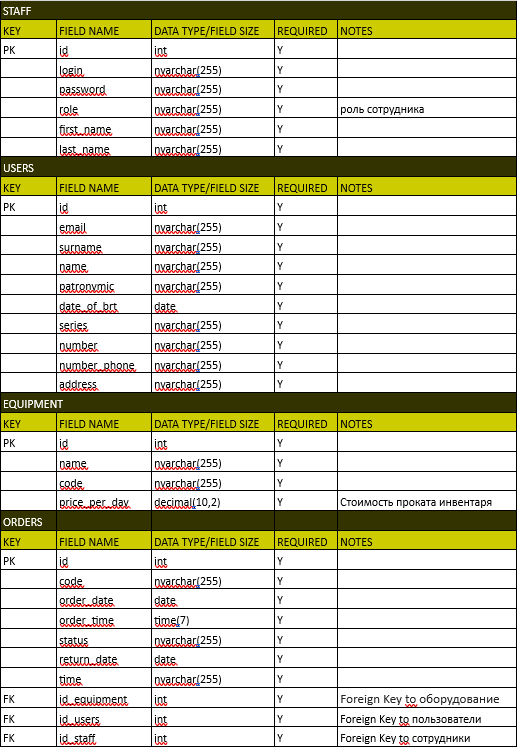 STAFF
KEY FIELD NAME DATA TYPE/FIELD SIZE REQUIRED NOTES
PK id int Y
login nvarchar(255) Y
password nvarchar(255) Y
role nvarchar(255) Y роль сотрудника
first_name nvarchar(255) Y
last_name nvarchar(255) Y
USERS
KEY FIELD NAME DATA TYPE/FIELD SIZE REQUIRED NOTES
PK id int Y
email nvarchar(255) Y
surname nvarchar(255) Y
name nvarchar(255) Y
patronymic nvarchar(255) Y
date_of_brt date Y
series nvarchar(255) Y
number nvarchar(255) Y
number_phone nvarchar(255) Y
address nvarchar(255) Y
EQUIPMENT
KEY FIELD NAME DATA TYPE/FIELD SIZE REQUIRED NOTES
PK id int Y
name nvarchar(255) Y
code nvarchar(255) Y
price_per_day decimal(10,2) Y Стоимость проката инвентаря
ORDERS
KEY FIELD NAME DATA TYPE/FIELD SIZE REQUIRED NOTES
PK id int Y
code nvarchar(255) Y
order_date date Y
order_time time(7) Y
status nvarchar(255) Y
return_date date Y
time nvarchar(255) Y
FK id_equipment int Y Foreign Key to оборудование
FK id_users int Y Foreign Key to пользователи
FK id_staff int Y Foreign Key to сотрудники